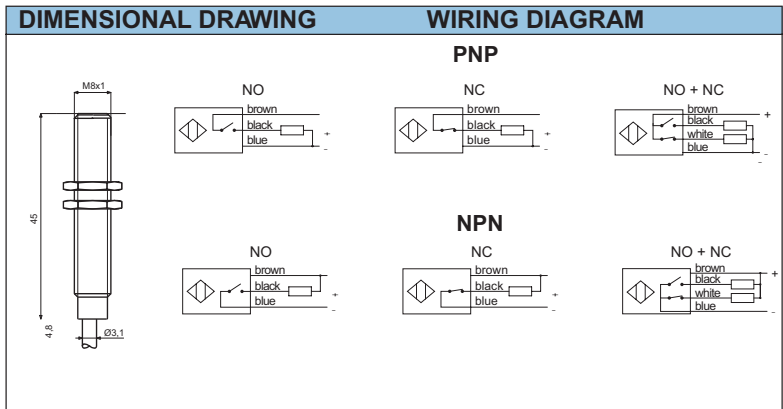 DIMENSIONAL DRAWING WIRING DIAGRAM
PNP
M8x1
45
4,8
Ø3,1
NO
brown
black
blue
+
-
NC
brown
black
blue
+
-
NO + NC
brown
black
white
blue
+
-
-
NPN
NO
brown
black
blue
+
-
NC
brown
black
blue
+
-
NO + NC
brown
black
white
blue
+
-